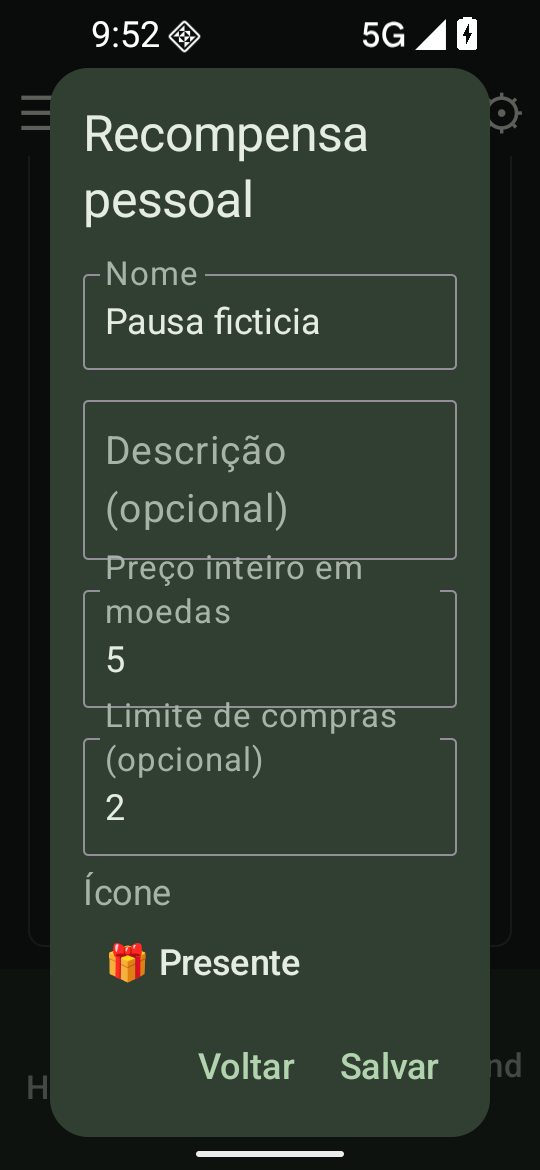 9:52 5G
Recompensa
pessoal
Nome
Pausa ficticia
Descrição
(opcional)
Preço inteiro em
moedas
5
Limite de compras
(opcional)
2
Ícone
🎁 Presente
Voltar Salvar